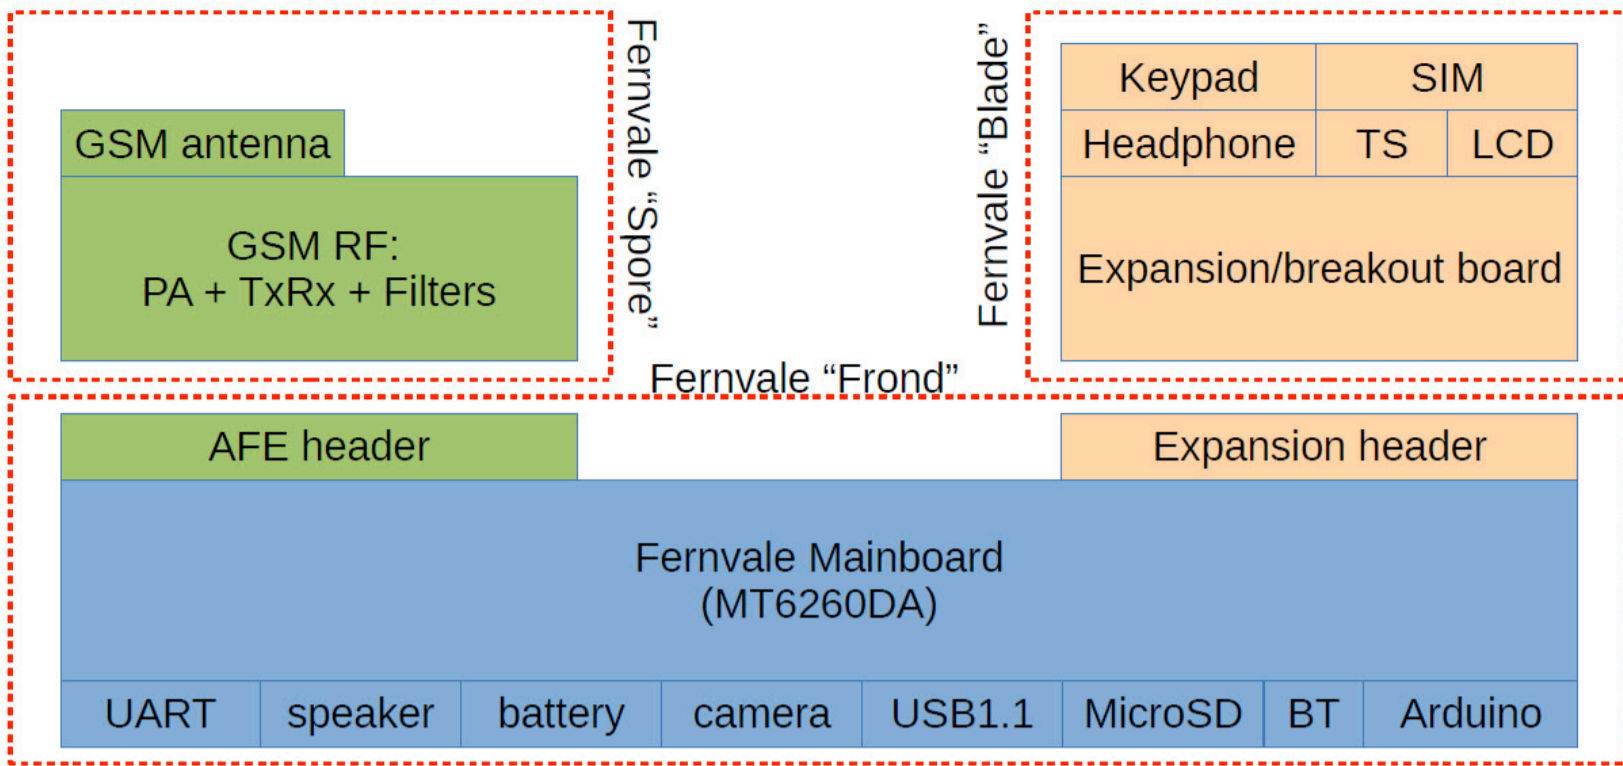 GSM antenna
GSM RF:
PA + TxRx + Filters
Fernvale “Spore”
Fernvale “Blade”
Keypad
SIM
Headphone
TS
LCD
Expansion/breakout board
Fernvale “Frond”
AFE header
Expansion header
Fernvale Mainboard
(MT6260DA)
UART
speaker
battery
camera
USB1.1
MicroSD
BT
Arduino